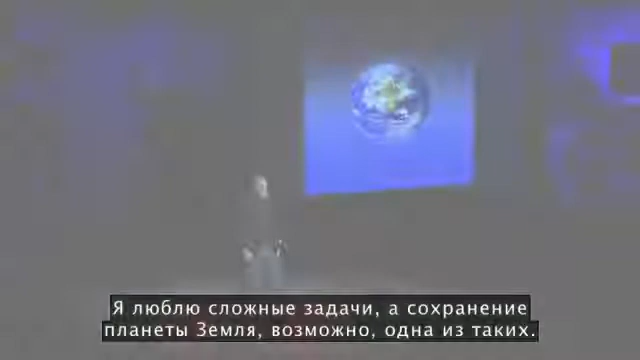 Я люблю сложные задачи, а сохранение
планеты Земля, возможно, одна из таких.